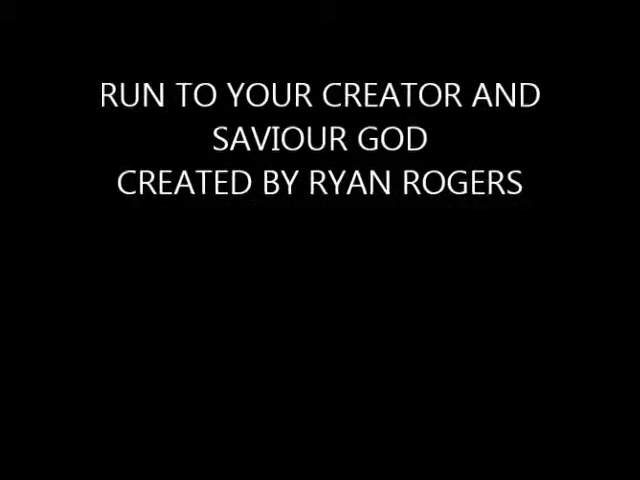 RUN TO YOUR CREATOR AND
SAVIOUR GOD
CREATED BY RYAN ROGERS